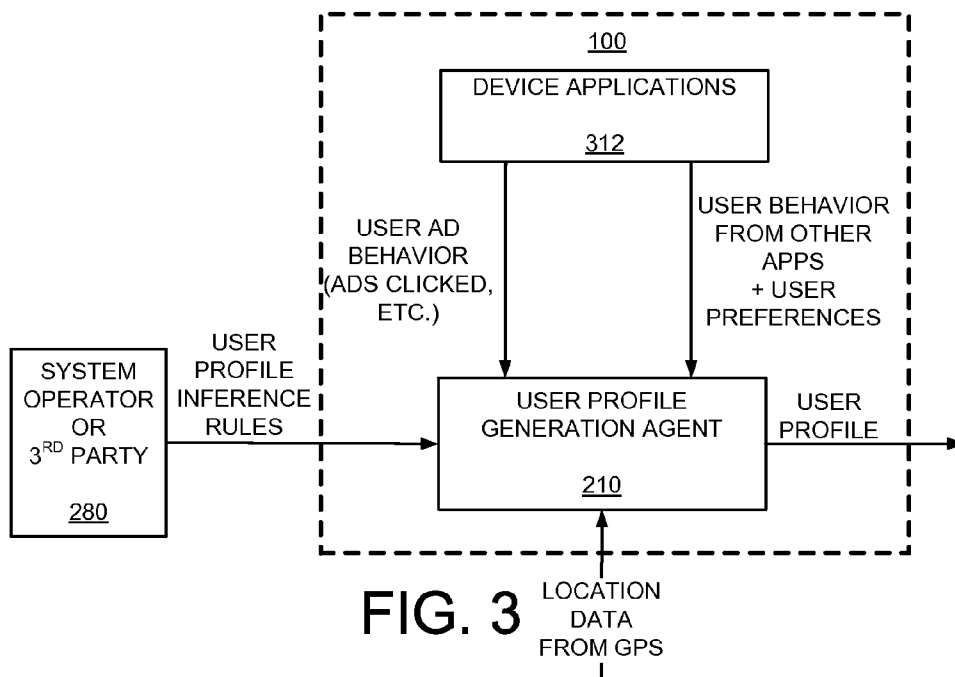 100
DEVICE APPLICATIONS
312
USER AD
BEHAVIOR
(ADS CLICKED,
ETC.)
USER BEHAVIOR
FROM OTHER
APPS
+ USER
PREFERENCES
SYSTEM
OPERATOR
OR
3RD PARTY
280
USER
PROFILE
INFERENCE
RULES
USER PROFILE
GENERATION AGENT
210
USER
PROFILE
FIG. 3
LOCATION
DATA
FROM GPS